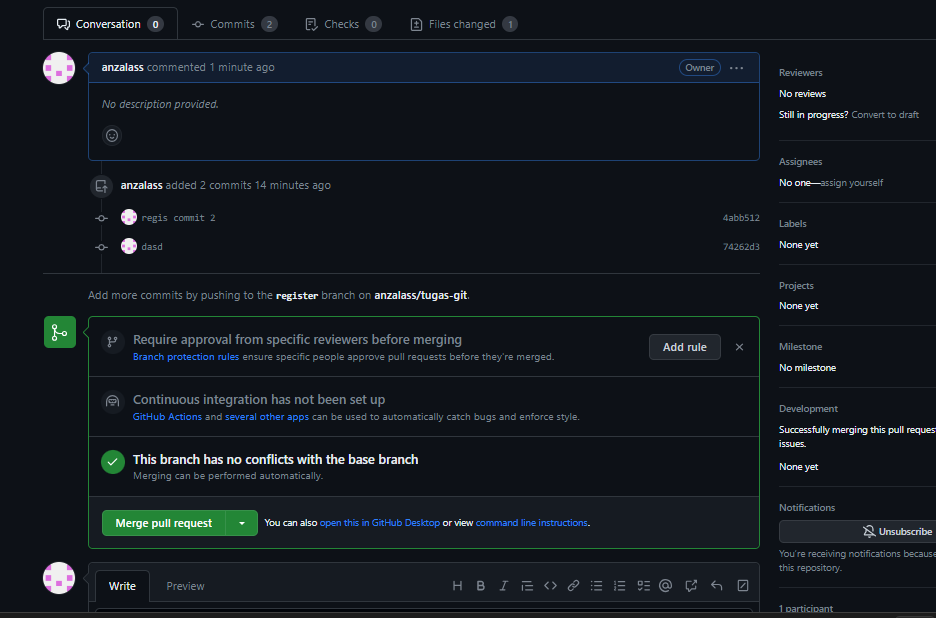 Conversation 0 Commits 2 Checks 0 Files changed 1
anzalass commented 1 minute ago Owner
No description provided.
anzalass added 2 commits 14 minutes ago
regis commit 2 4abb512
dasd 74262d3
Add more commits by pushing to the register branch on anzalass/tugas-git.
Require approval from specific reviewers before merging
Branch protection rules ensure specific people approve pull requests before they're merged.
Add rule
Continuous integration has not been set up
GitHub Actions and several other apps can be used to automatically catch bugs and enforce style.
This branch has no conflicts with the base branch
Merging can be performed automatically.
Merge pull request You can also open this in GitHub Desktop or view command line instructions.
Write Preview
Reviewers
No reviews
Still in progress? Convert to draft
Assignees
No one—assign yourself
Labels
None yet
Projects
None yet
Milestone
No milestone
Development
Successfully merging this pull request
issues.
None yet
Notifications
Unsubscribe
You're receiving notifications because
this repository.
1 participant